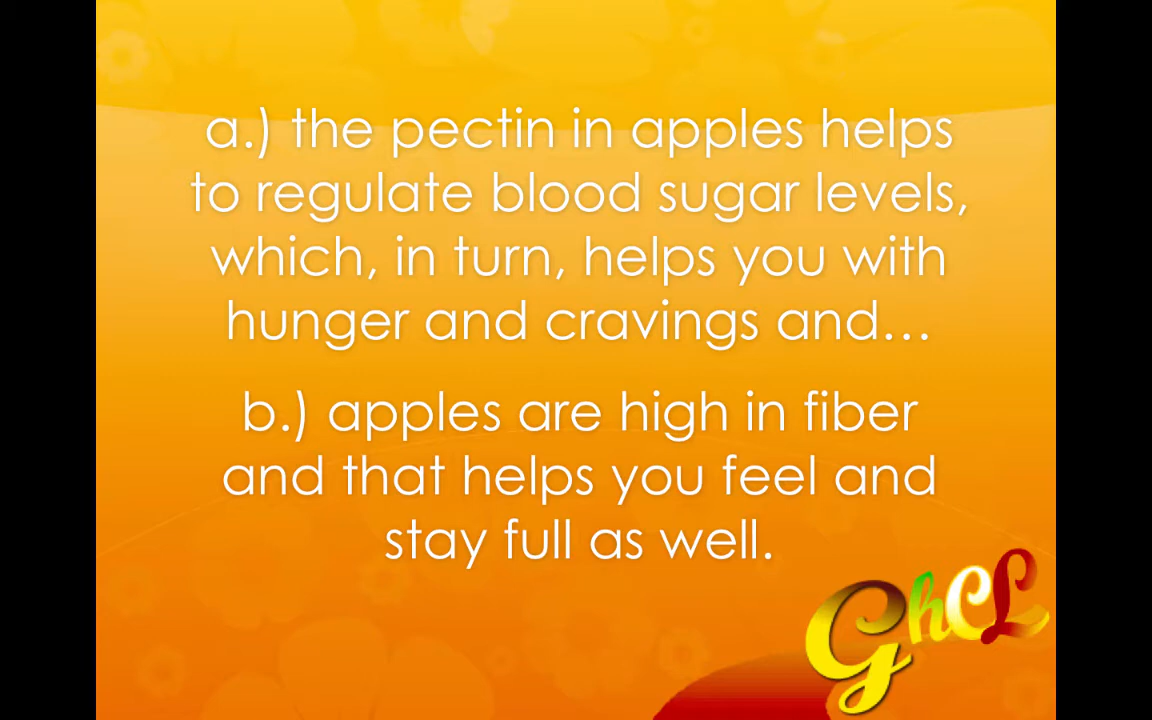 a.) the pectin in apples helps
to regulate blood sugar levels,
which, in turn, helps you with
hunger and cravings and…
b.) apples are high in fiber
and that helps you feel and
stay full as well.
GhCL